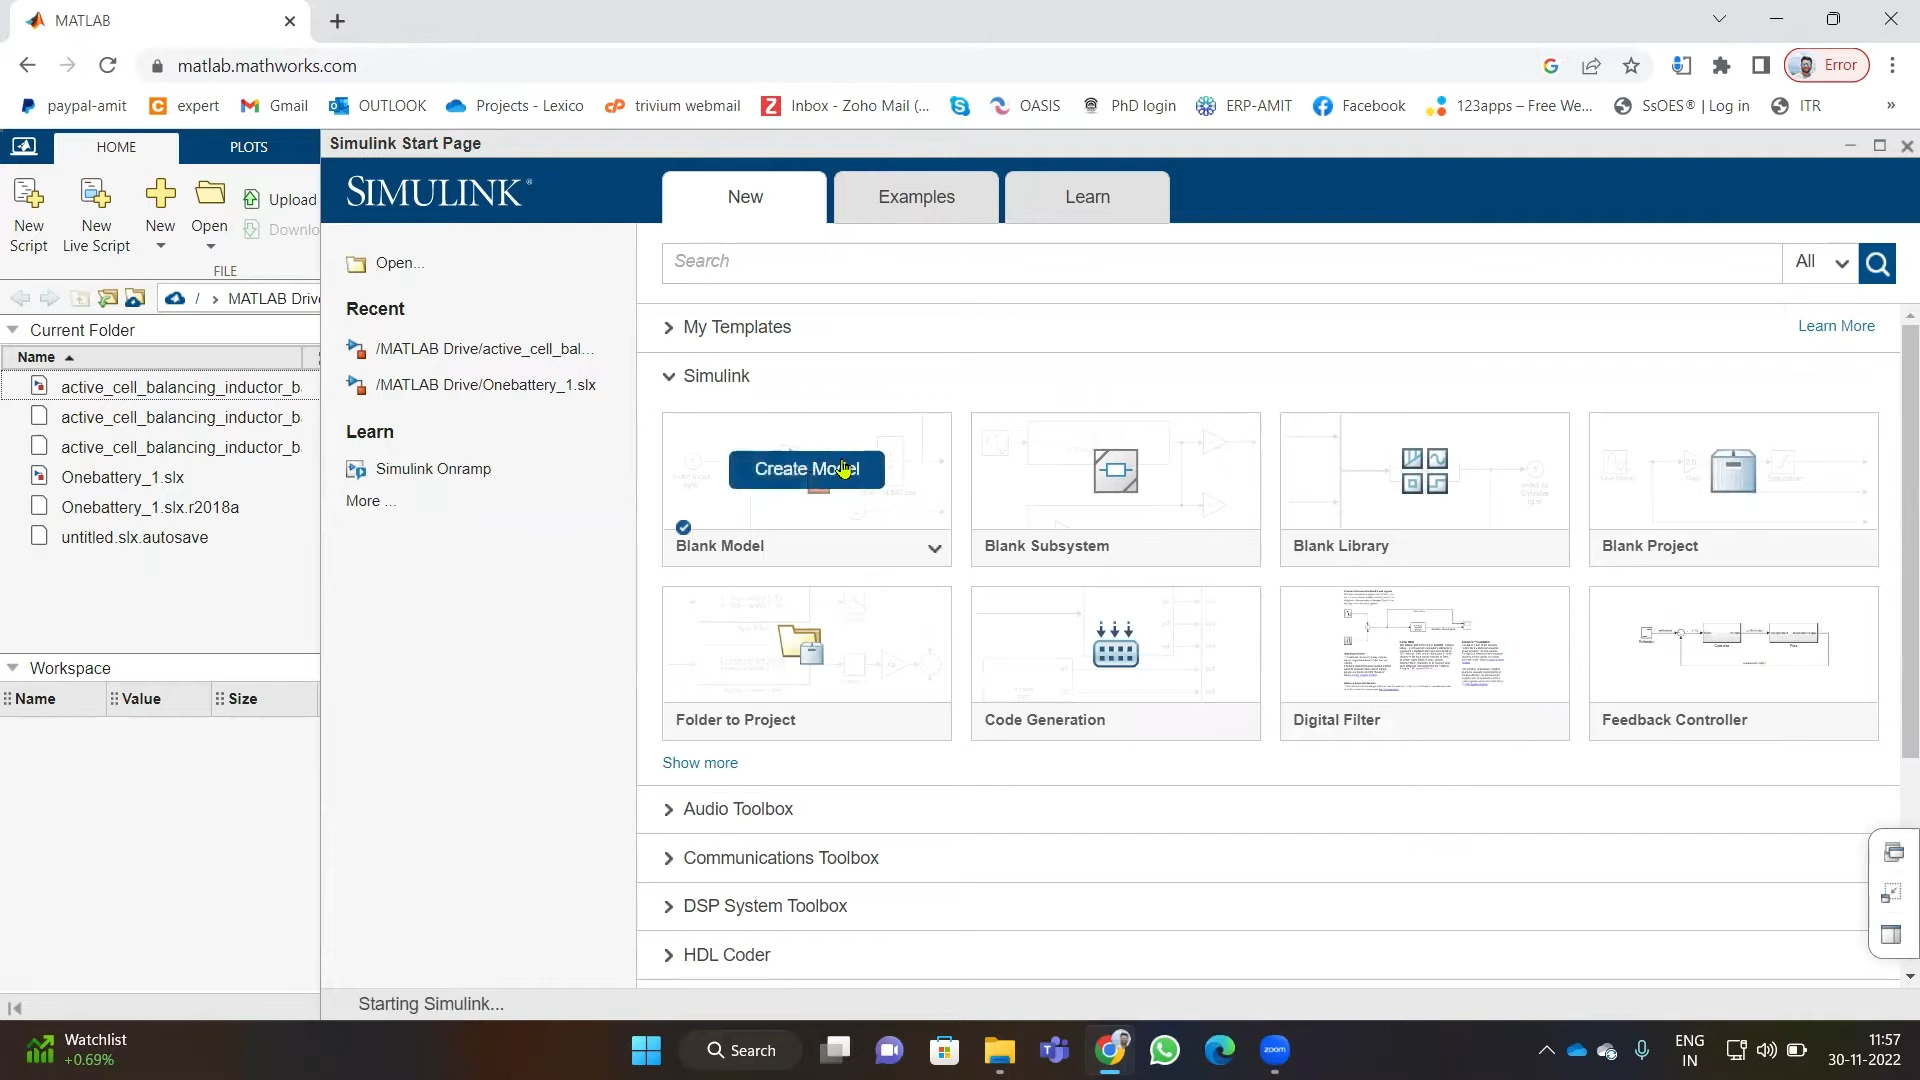 MATLAB
matlab.mathworks.com
Error
paypal-amit
expert
Gmail
OUTLOOK
Projects - Lexico
trivium webmail
Inbox - Zoho Mail (...
OASIS
PhD login
ERP-AMIT
Facebook
123apps – Free We...
SsOES® | Log in
ITR
»
HOME
PLOTS
Simulink Start Page
New Script
New Live Script
New
Open
Upload
Downlo
FILE
/ > MATLAB Driv
Current Folder
Name
active_cell_balancing_inductor_b
active_cell_balancing_inductor_b
active_cell_balancing_inductor_b
Onebattery_1.slx
Onebattery_1.slx.r2018a
untitled.slx.autosave
Workspace
Name
Value
Size
SIMULINK®
New
Examples
Learn
Open...
Recent
/MATLAB Drive/active_cell_bal...
/MATLAB Drive/Onebattery_1.slx
Learn
Simulink Onramp
More ...
Search
All
My Templates
Learn More
Simulink
Create Model
Blank Model
Blank Subsystem
Blank Library
Blank Project
Folder to Project
Code Generation
Digital Filter
Feedback Controller
Show more
Audio Toolbox
Communications Toolbox
DSP System Toolbox
HDL Coder
Starting Simulink...
Watchlist
+0.69%
Search
zoom
ENG
IN
11:57
30-11-2022